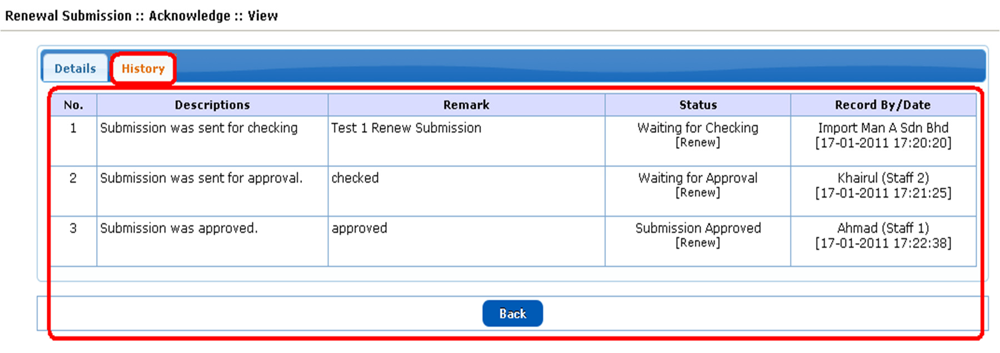 Renewal Submission :: Acknowledge :: View
Details History
No. Descriptions Remark Status Record By/Date
1 Submission was sent for checking Test 1 Renew Submission Waiting for Checking Import Man A Sdn Bhd
[Renew] [17-01-2011 17:20:20]
2 Submission was sent for approval. checked Waiting for Approval Khairul (Staff 2)
[Renew] [17-01-2011 17:21:25]
3 Submission was approved. approved Submission Approved Ahmad (Staff 1)
[Renew] [17-01-2011 17:22:38]
Back